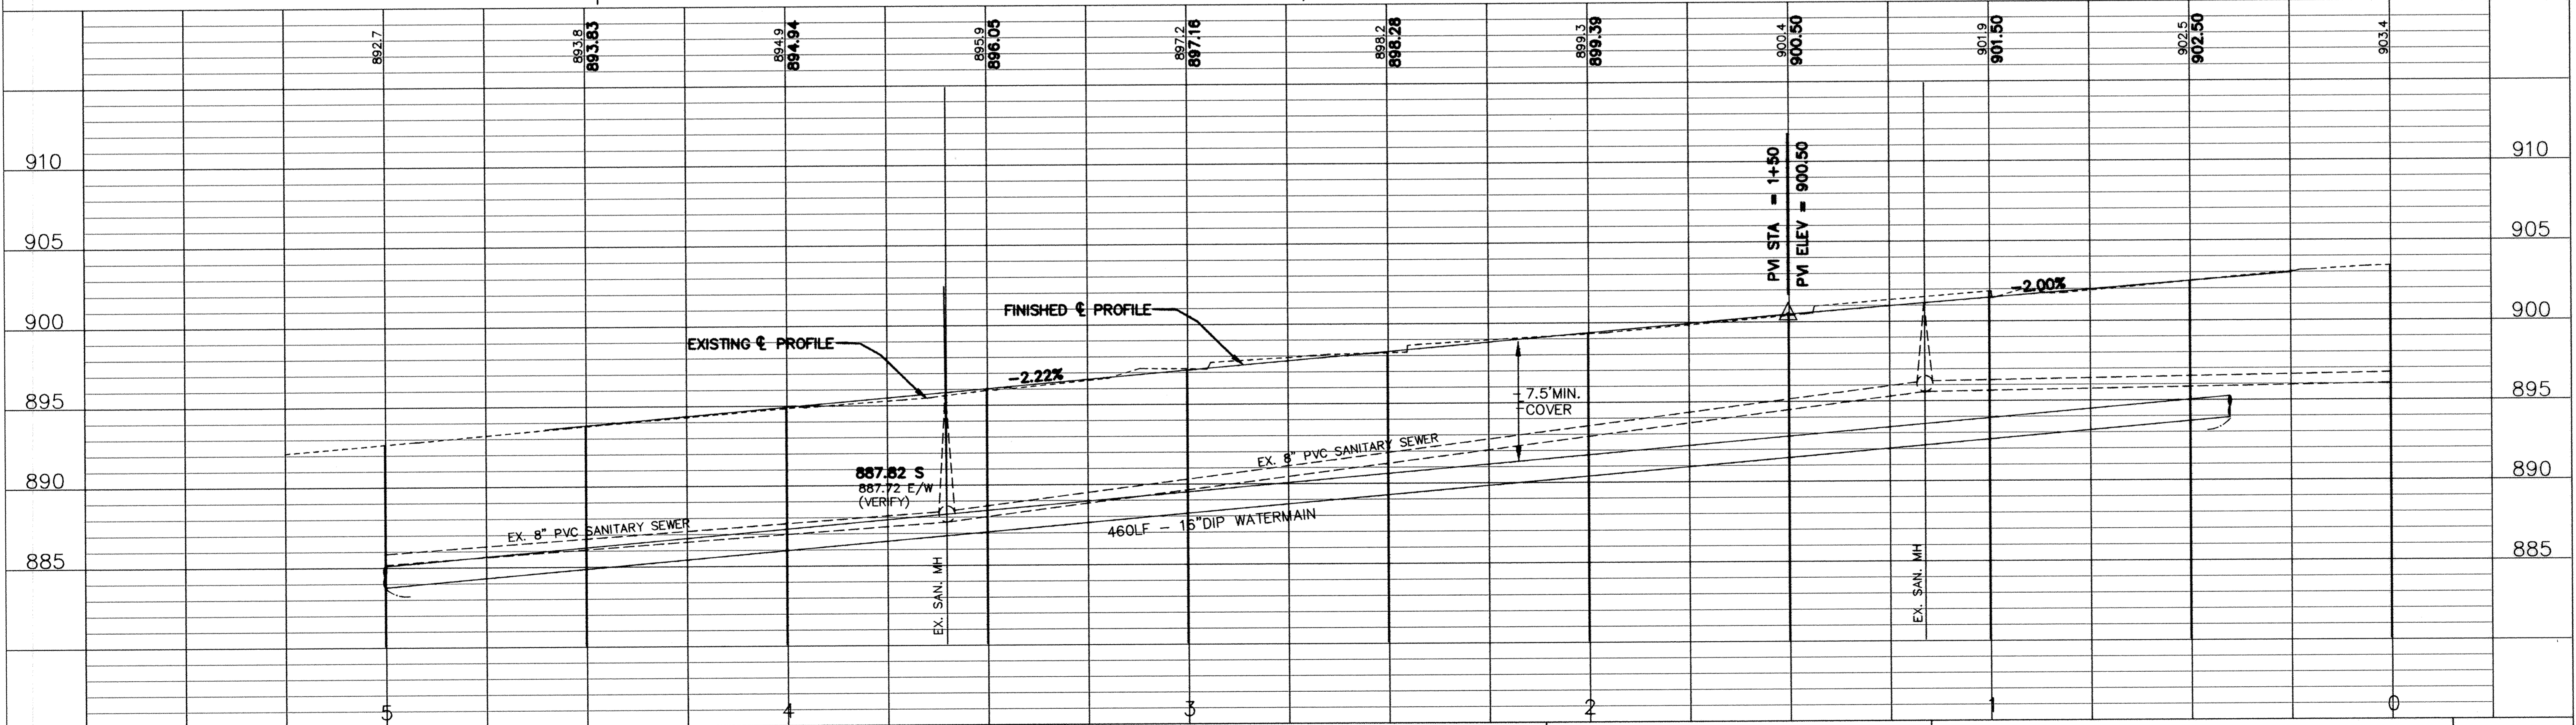 892.7
893.8
893.83
894.9
894.94
895.9
896.05
897.2
897.16
898.2
898.28
899.3
899.39
900.4
900.50
901.9
901.50
902.5
902.50
903.4
910
910
PVI STA = 1+50
PVI ELEV = 900.50
905
905
-2.00%
FINISHED ℄ PROFILE
900
900
EXISTING ℄ PROFILE
-2.22%
895
895
7.5'MIN.
COVER
EX. 8" PVC SANITARY SEWER
887.82 S
887.72 E/W
(VERIFY)
890
890
EX. 8" PVC SANITARY SEWER
460LF - 16"DIP WATERMAIN
885
885
EX. SAN. MH
EX. SAN. MH
5
4
3
2
1
0